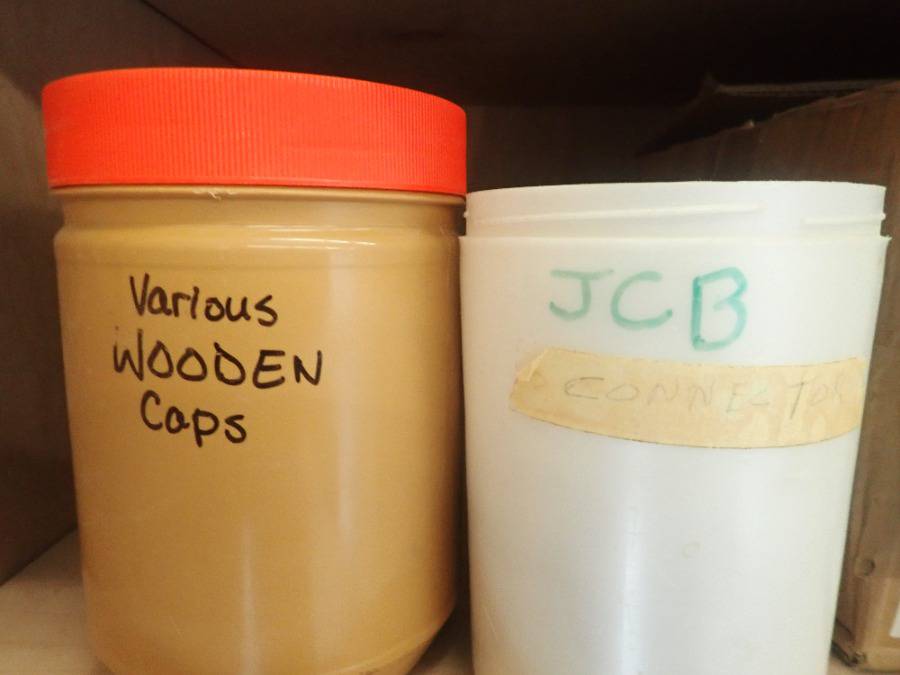 Various
WOODEN
Caps
JCB
CONNECTOR